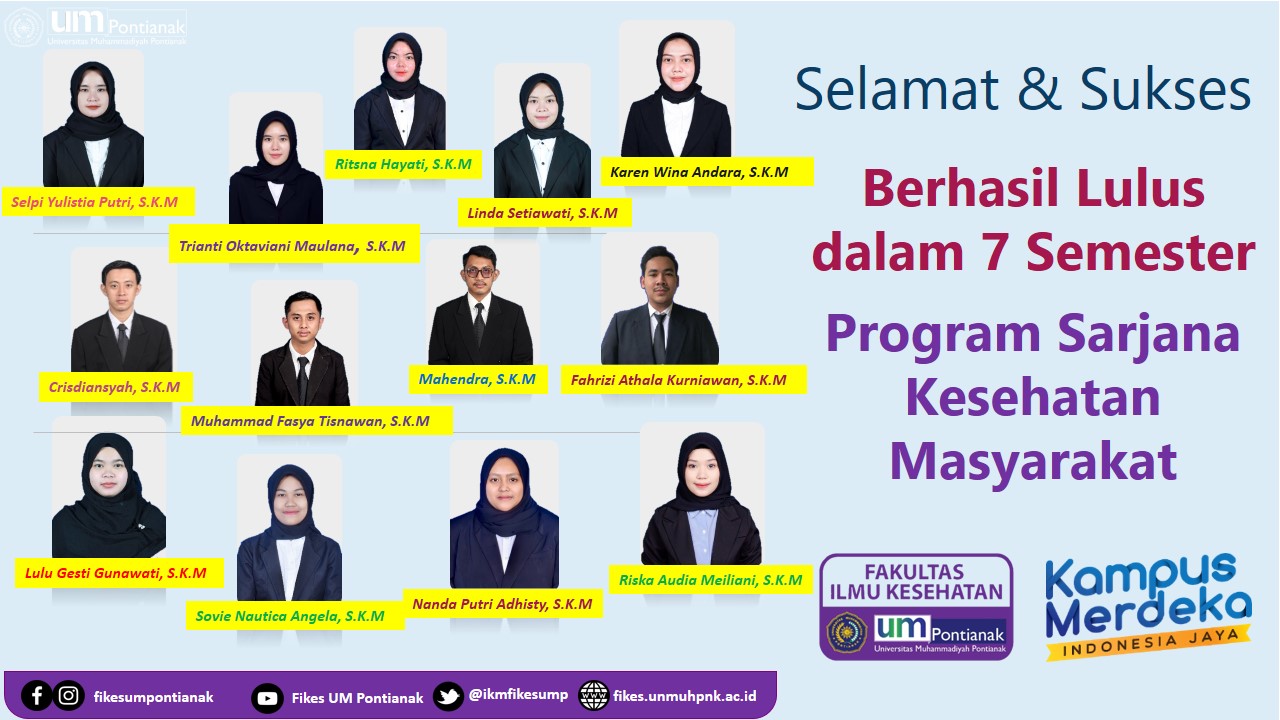 um Pontianak
Universitas Muhammadiyah Pontianak
Selamat & Sukses
Berhasil Lulus
dalam 7 Semester
Program Sarjana
Kesehatan
Masyarakat
Selpi Yulistia Putri, S.K.M
Trianti Oktaviani Maulana, S.K.M
Ritsna Hayati, S.K.M
Linda Setiawati, S.K.M
Karen Wina Andara, S.K.M
Crisdiansyah, S.K.M
Muhammad Fasya Tisnawan, S.K.M
Mahendra, S.K.M
Fahrizi Athala Kurniawan, S.K.M
Lulu Gesti Gunawati, S.K.M
Sovie Nautica Angela, S.K.M
Nanda Putri Adhisty, S.K.M
Riska Audia Meiliani, S.K.M
FAKULTAS
ILMU KESEHATAN
um Pontianak
Universitas Muhammadiyah Pontianak
Kampus
Merdeka
INDONESIA JAYA
fikesumpontianak
Fikes UM Pontianak
@ikmfikesump
fikes.unmuhpnk.ac.id